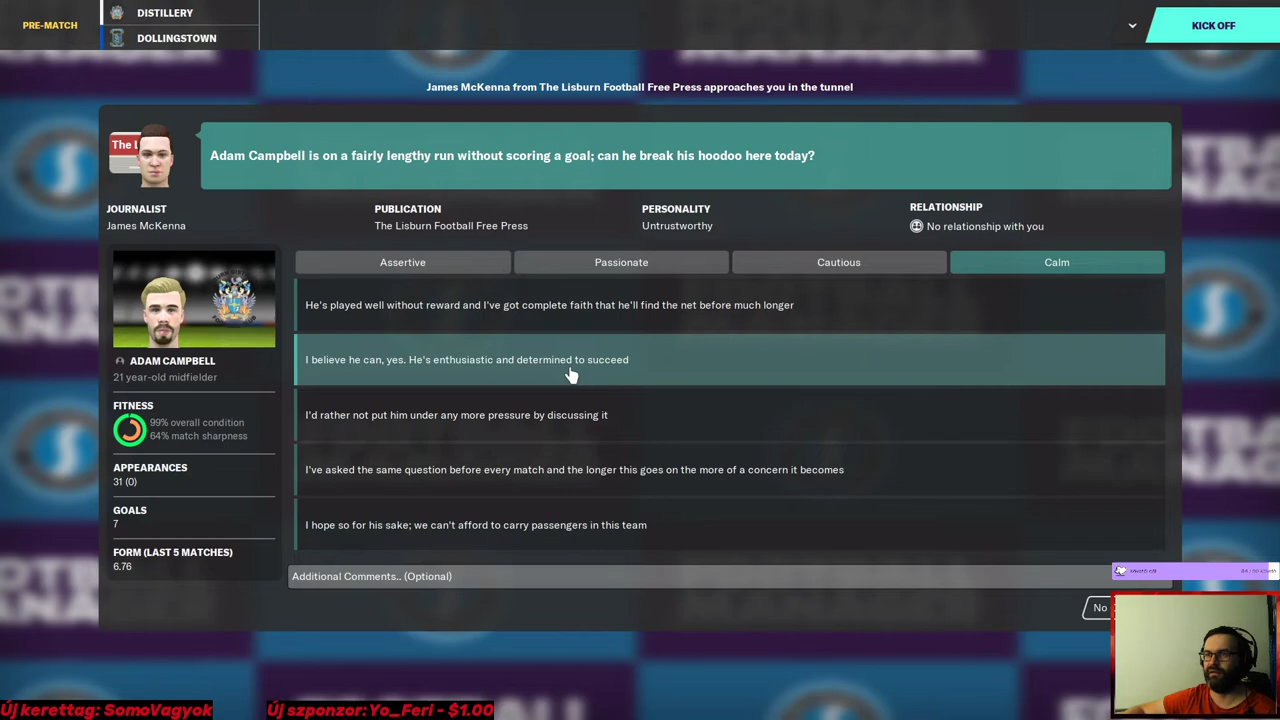 PRE-MATCH
DISTILLERY
DOLLINGSTOWN
KICK OFF
James McKenna from The Lisburn Football Free Press approaches you in the tunnel
The L
Adam Campbell is on a fairly lengthy run without scoring a goal; can he break his hoodoo here today?
JOURNALIST
James McKenna
PUBLICATION
The Lisburn Football Free Press
PERSONALITY
Untrustworthy
RELATIONSHIP
No relationship with you
Assertive
Passionate
Cautious
Calm
ADAM CAMPBELL
21 year-old midfielder
FITNESS
99% overall condition
64% match sharpness
APPEARANCES
31 (0)
GOALS
7
FORM (LAST 5 MATCHES)
6.76
He's played well without reward and I've got complete faith that he'll find the net before much longer
I believe he can, yes. He's enthusiastic and determined to succeed
I'd rather not put him under any more pressure by discussing it
I've asked the same question before every match and the longer this goes on the more of a concern it becomes
I hope so for his sake; we can't afford to carry passengers in this team
Additional Comments.. (Optional)
No
Új kerettag: SomoVagyok
Új szponzor: Yo_Feri - $1.00